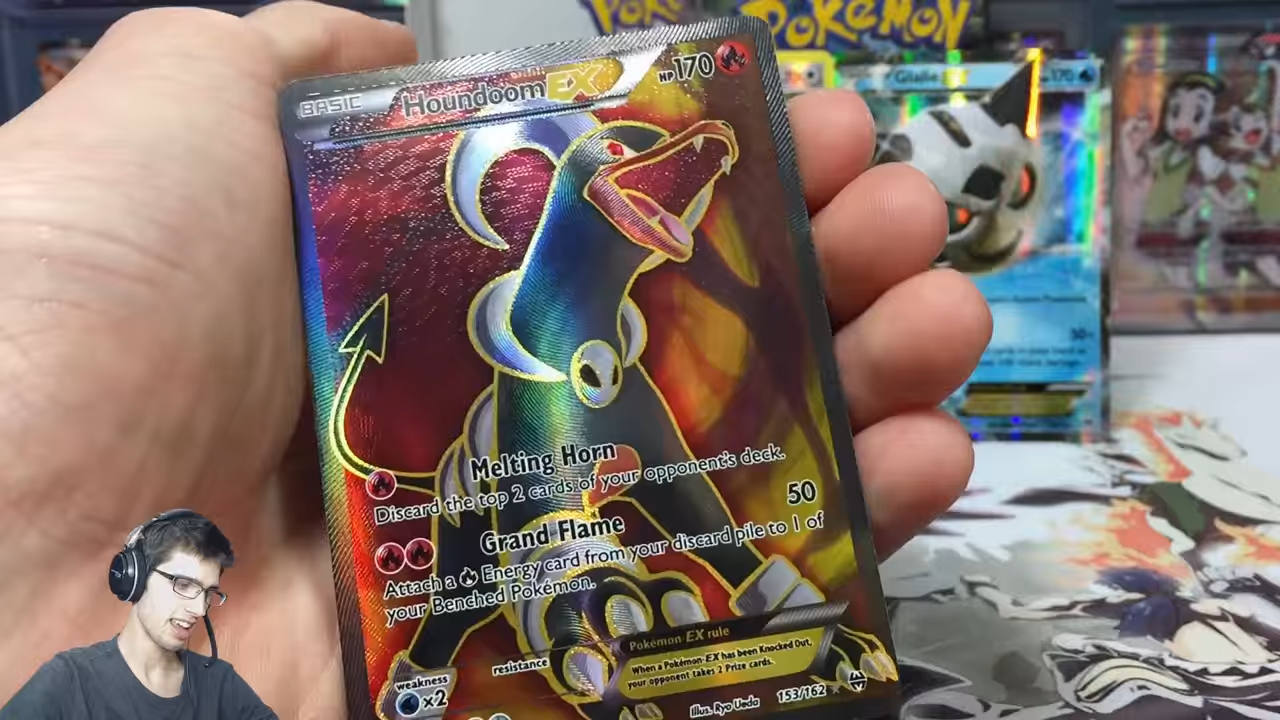 POKéMON
BASIC
Houndoom EX
HP 170
Glalie
170
Melting Horn
Discard the top 2 cards of your opponent's deck.
Grand Flame 50
Attach a Energy card from your discard pile to 1 of
your Benched Pokémon.
30
Pokémon-EX rule
When a Pokémon-EX has been Knocked Out,
your opponent takes 2 Prize cards.
weakness
×2
resistance
Illus. Ryo Ueda
153/162